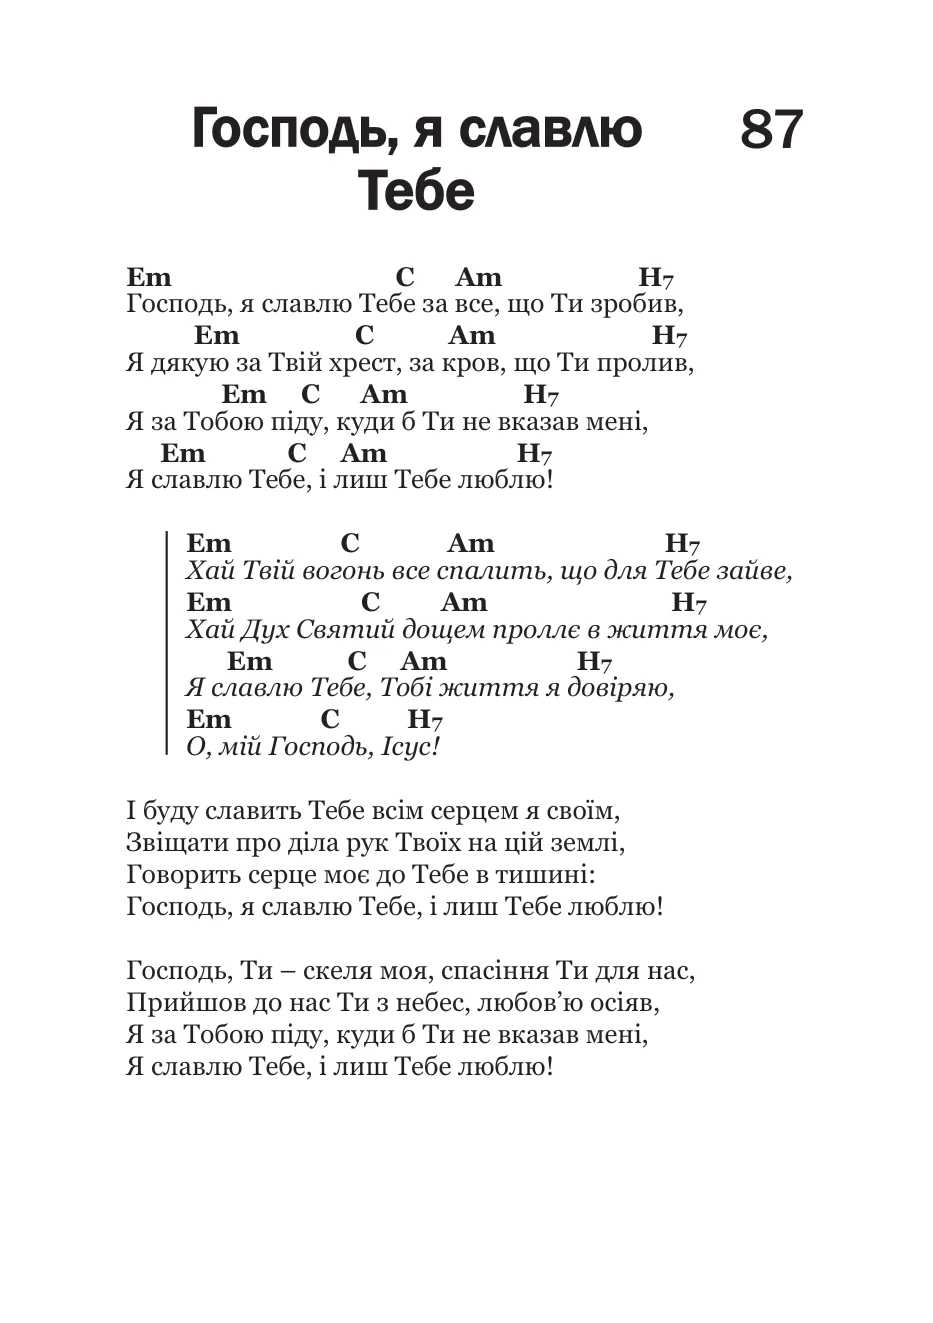 Господь, я славлю 87
Тебе
Em C Am H7
Господь, я славлю Тебе за все, що Ти зробив,
Em C Am H7
Я дякую за Твій хрест, за кров, що Ти пролив,
Em C Am H7
Я за Тобою піду, куди б Ти не вказав мені,
Em C Am H7
Я славлю Тебе, і лиш Тебе люблю!
Em C Am H7
Хай Твій вогонь все спалить, що для Тебе зайве,
Em C Am H7
Хай Дух Святий дощем проллє в життя моє,
Em C Am H7
Я славлю Тебе, Тобі життя я довіряю,
Em C H7
О, мій Господь, Ісус!
І буду славить Тебе всім серцем я своїм,
Звіщати про діла рук Твоїх на цій землі,
Говорить серце моє до Тебе в тишині:
Господь, я славлю Тебе, і лиш Тебе люблю!
Господь, Ти – скеля моя, спасіння Ти для нас,
Прийшов до нас Ти з небес, любов’ю осіяв,
Я за Тобою піду, куди б Ти не вказав мені,
Я славлю Тебе, і лиш Тебе люблю!